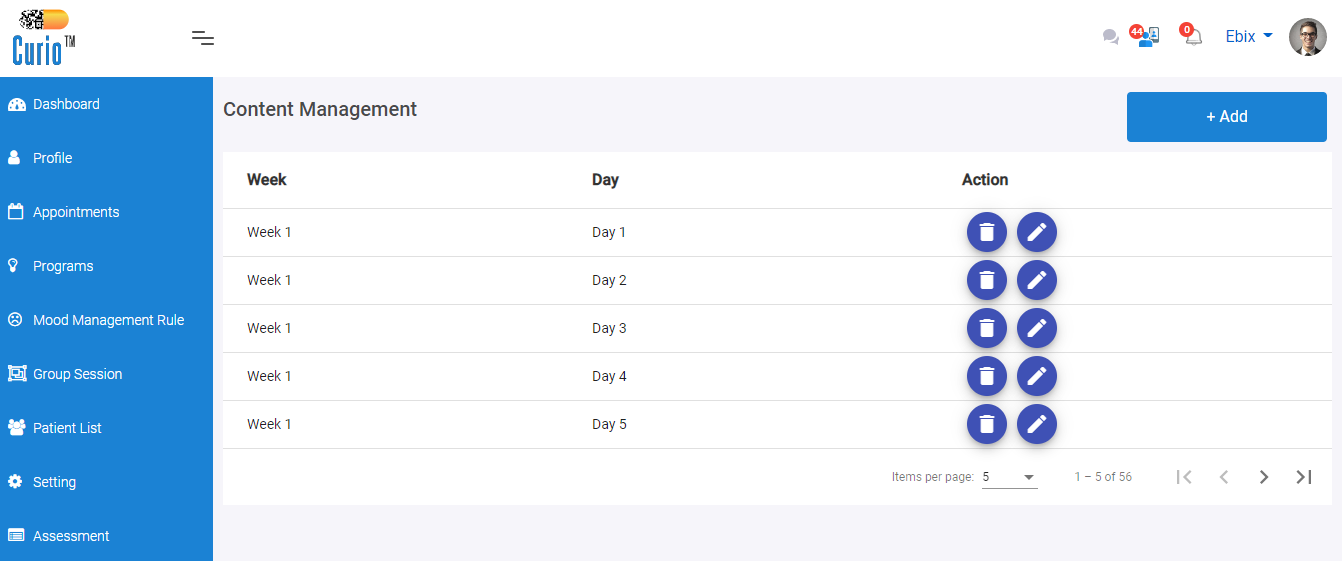 Curio™
44
0
Ebix
Dashboard
Profile
Appointments
Programs
Mood Management Rule
Group Session
Patient List
Setting
Assessment
Content Management
+ Add
Week Day Action
Week 1 Day 1
Week 1 Day 2
Week 1 Day 3
Week 1 Day 4
Week 1 Day 5
Items per page: 5 1 – 5 of 56